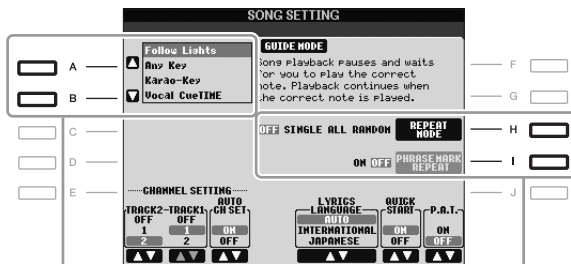 SONG SETTING
Follow Lights
Any Key
Karao-Key
Vocal CueTIME
GUIDE MODE
Song Playback pauses and waits
for you to play the correct
note. Playback continues when
the correct note is played.
A
B
C
D
E
F
G
H
I
J
OFF SINGLE ALL RANDOM REPEAT MODE
ON OFF PHRASE MARK REPEAT
CHANNEL SETTING
TRACK2 TRACK1 AUTO CH SET
OFF OFF
1 1 ON
2 2 OFF
LYRICS LANGUAGE
AUTO
INTERNATIONAL
JAPANESE
QUICK START
ON
OFF
P.A.T.
ON
OFF